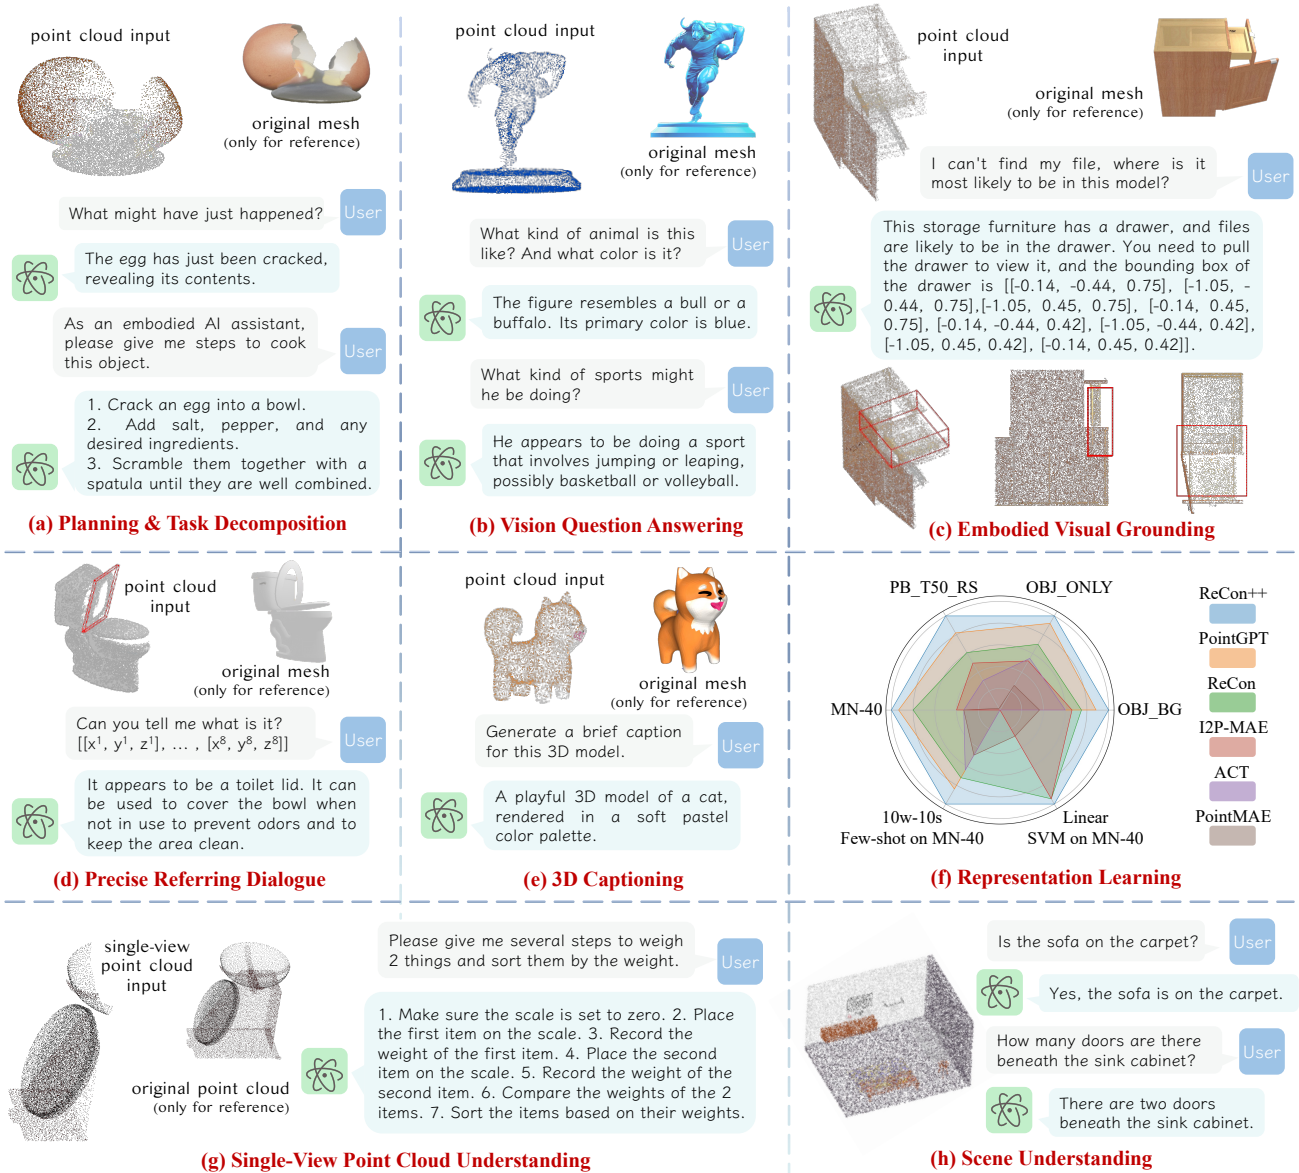 point cloud input
original mesh
(only for reference)
What might have just happened?
User
The egg has just been cracked,
revealing its contents.
As an embodied AI assistant,
please give me steps to cook
this object.
User
1. Crack an egg into a bowl.
2. Add salt, pepper, and any
desired ingredients.
3. Scramble them together with a
spatula until they are well combined.
(a) Planning & Task Decomposition
point cloud input
original mesh
(only for reference)
What kind of animal is this
like? And what color is it?
User
The figure resembles a bull or a
buffalo. Its primary color is blue.
What kind of sports might
he be doing?
User
He appears to be doing a sport
that involves jumping or leaping,
possibly basketball or volleyball.
(b) Vision Question Answering
point cloud
input
original mesh
(only for reference)
I can't find my file, where is it
most likely to be in this model?
User
This storage furniture has a drawer, and files
are likely to be in the drawer. You need to pull
the drawer to view it, and the bounding box of
the drawer is [[-0.14, -0.44, 0.75], [-1.05, -
0.44, 0.75],[-1.05, 0.45, 0.75], [-0.14, 0.45,
0.75], [-0.14, -0.44, 0.42], [-1.05, -0.44, 0.42],
[-1.05, 0.45, 0.42], [-0.14, 0.45, 0.42]].
(c) Embodied Visual Grounding
point cloud
input
original mesh
(only for reference)
Can you tell me what is it?
[[x¹, y¹, z¹], ... , [x⁸, y⁸, z⁸]]
User
It appears to be a toilet lid. It can
be used to cover the bowl when
not in use to prevent odors and to
keep the area clean.
(d) Precise Referring Dialogue
point cloud input
original mesh
(only for reference)
Generate a brief caption
for this 3D model.
User
A playful 3D model of a cat,
rendered in a soft pastel
color palette.
(e) 3D Captioning
PB_T50_RS
OBJ_ONLY
MN-40
OBJ_BG
10w-10s
Few-shot on MN-40
Linear
SVM on MN-40
ReCon++
PointGPT
ReCon
I2P-MAE
ACT
PointMAE
(f) Representation Learning
single-view
point cloud
input
original point cloud
(only for reference)
Please give me several steps to weigh
2 things and sort them by the weight.
User
1. Make sure the scale is set to zero. 2. Place
the first item on the scale. 3. Record the
weight of the first item. 4. Place the second
item on the scale. 5. Record the weight of the
second item. 6. Compare the weights of the 2
items. 7. Sort the items based on their weights.
(g) Single-View Point Cloud Understanding
Is the sofa on the carpet?
User
Yes, the sofa is on the carpet.
How many doors are there
beneath the sink cabinet?
User
There are two doors
beneath the sink cabinet.
(h) Scene Understanding